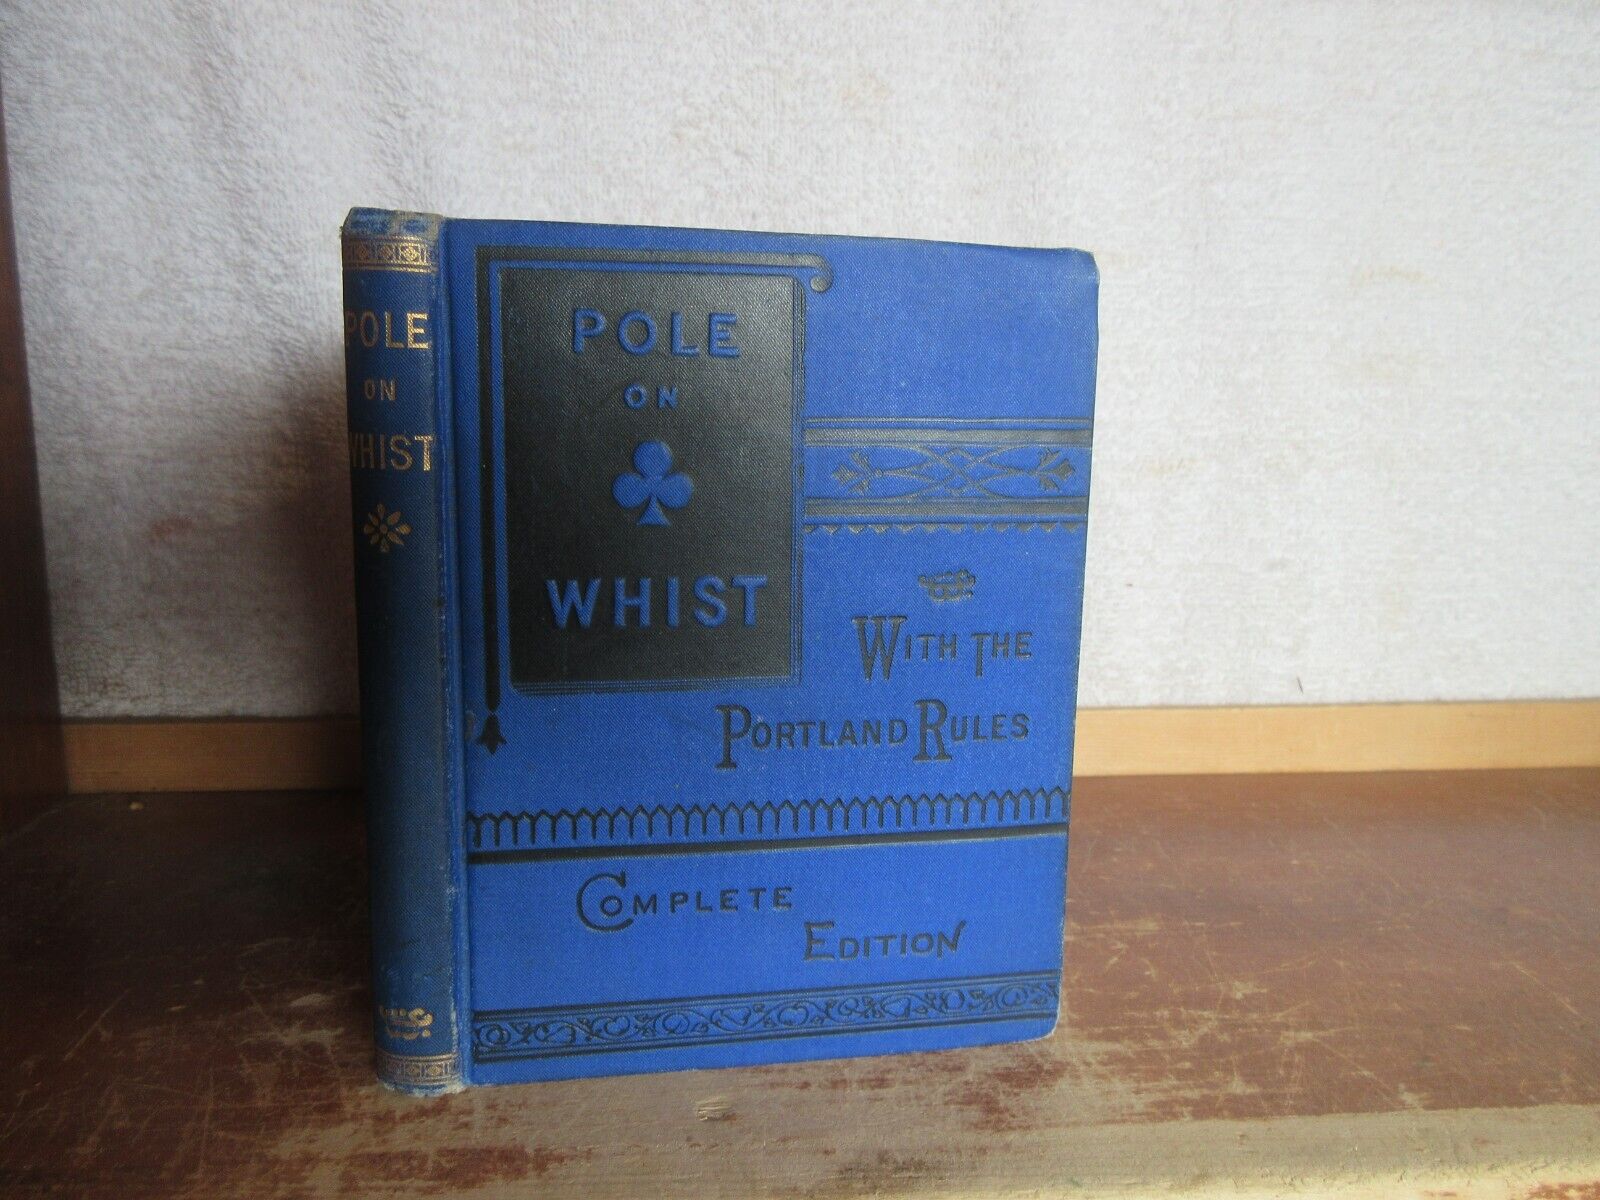 POLE
ON
WHIST
POLE
ON
WHIST
WITH THE
PORTLAND RULES
COMPLETE
EDITION